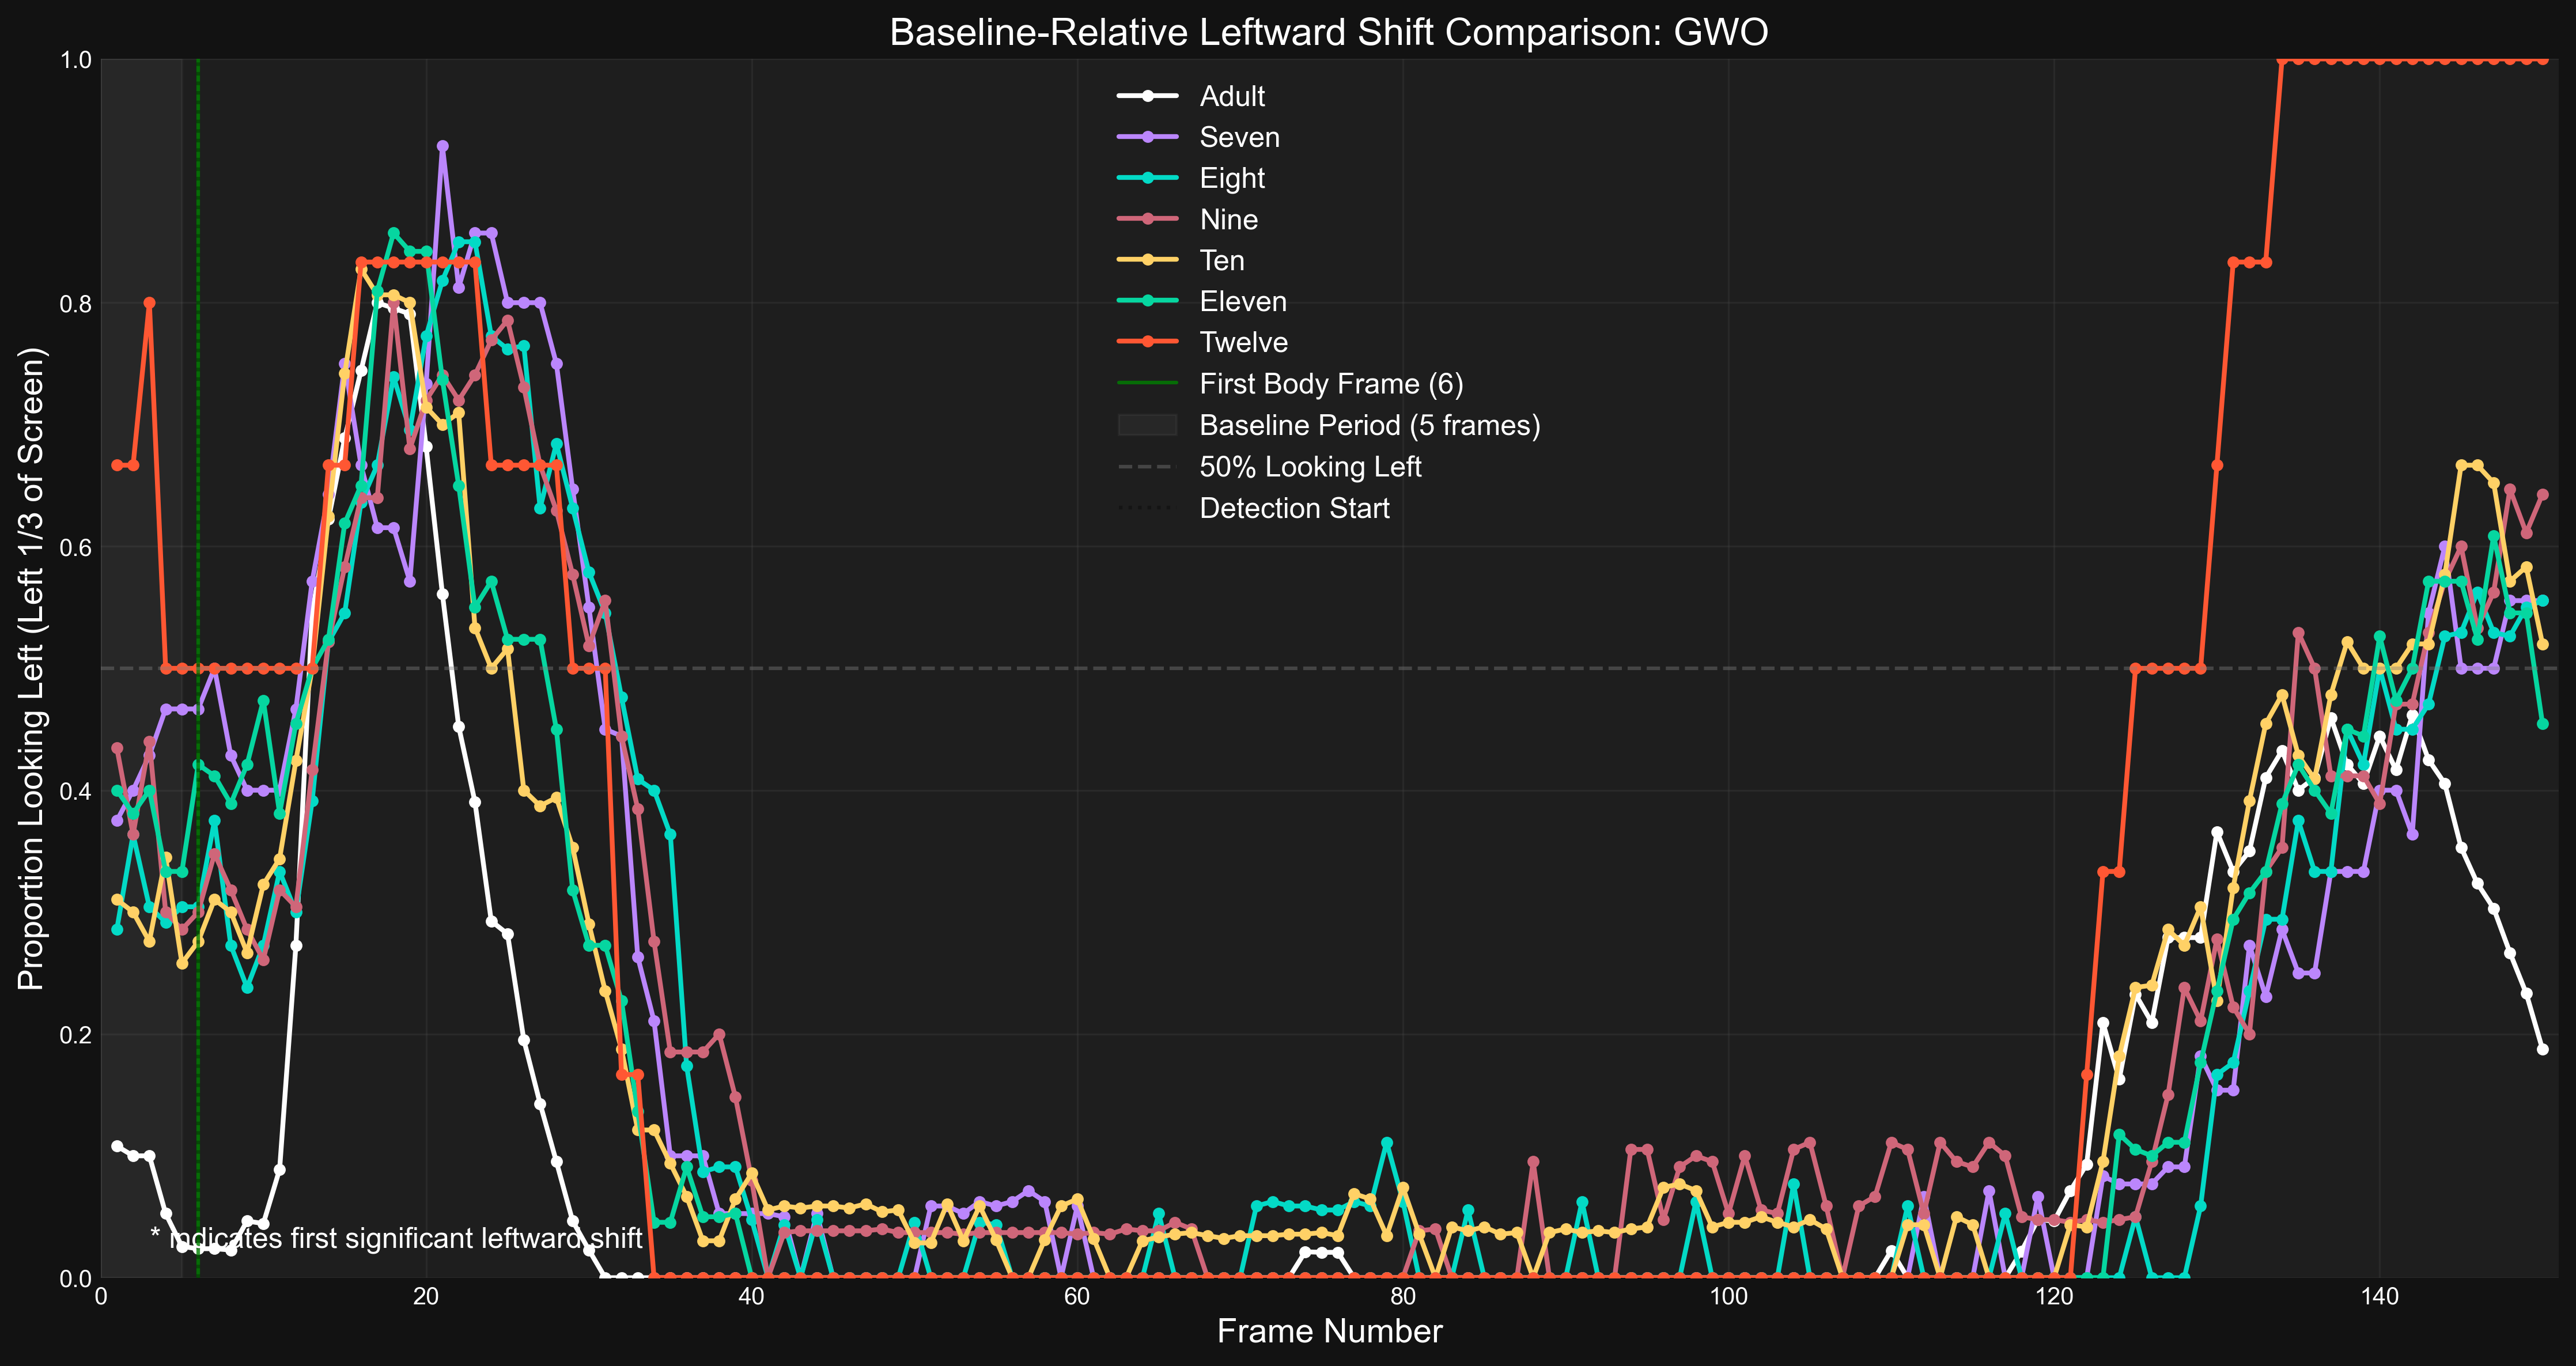 Baseline-Relative Leftward Shift Comparison: GWO
Proportion Looking Left (Left 1/3 of Screen)
1.0
0.8
0.6
0.4
0.2
0.0
Adult
Seven
Eight
Nine
Ten
Eleven
Twelve
First Body Frame (6)
Baseline Period (5 frames)
50% Looking Left
Detection Start
* indicates first significant leftward shift
0 20 40 60 80 100 120 140
Frame Number